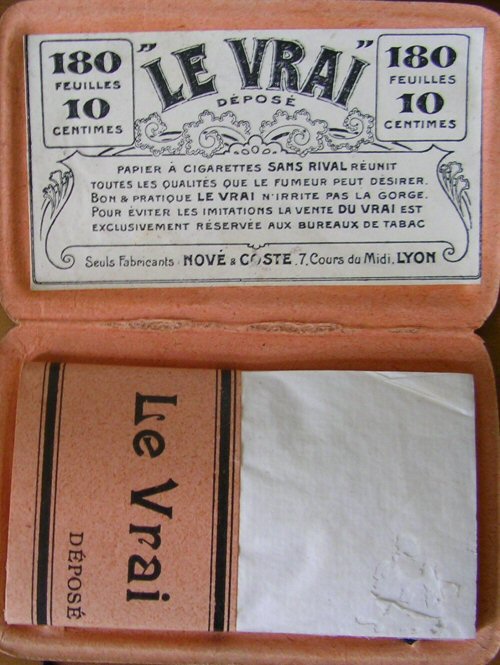 180
FEUILLES
10
CENTIMES
"LE VRAI"
DÉPOSÉ
180
FEUILLES
10
CENTIMES
PAPIER À CIGARETTES SANS RIVAL RÉUNIT
TOUTES LES QUALITÉS QUE LE FUMEUR PEUT DÉSIRER.
BON & PRATIQUE LE VRAI N'IRRITE PAS LA GORGE.
POUR ÉVITER LES IMITATIONS LA VENTE DU VRAI EST
EXCLUSIVEMENT RÉSERVÉE AUX BUREAUX DE TABAC
Seuls Fabricants NOVÉ & COSTE, 7, Cours du Midi, LYON
Le Vrai
DÉPOSÉ